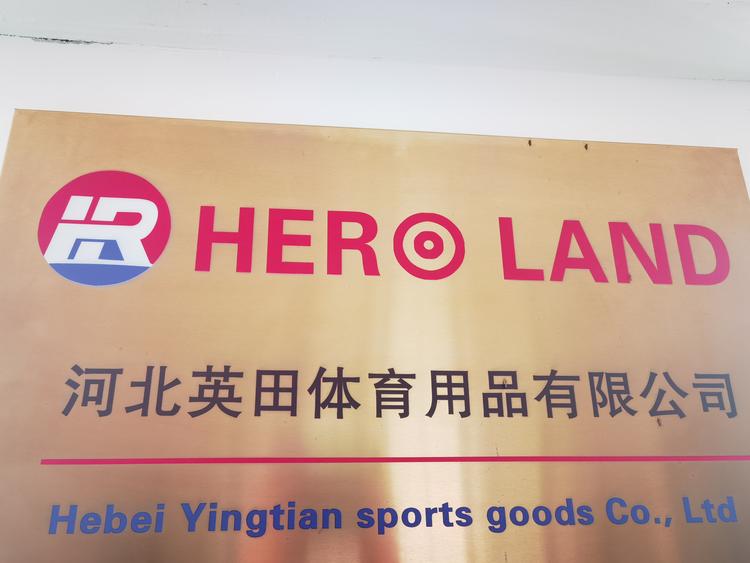 HR HERO LAND
河北英田体育用品有限公司
Hebei Yingtian sports goods Co., Ltd